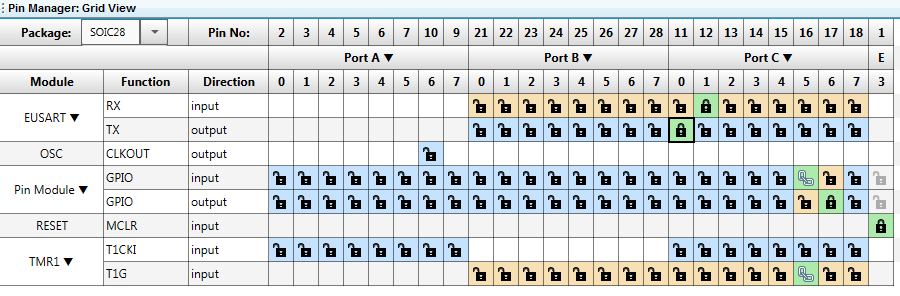 Pin Manager: Grid View
Package: SOIC28 Pin No: 2 3 4 5 6 7 10 9 21 22 23 24 25 26 27 28 11 12 13 14 15 16 17 18 1
Port A ▼ Port B ▼ Port C ▼ E
Module Function Direction 0 1 2 3 4 5 6 7 0 1 2 3 4 5 6 7 0 1 2 3 4 5 6 7 3
EUSART ▼ RX input
TX output
OSC CLKOUT output
Pin Module ▼ GPIO input
GPIO output
RESET MCLR input
TMR1 ▼ T1CKI input
T1G input